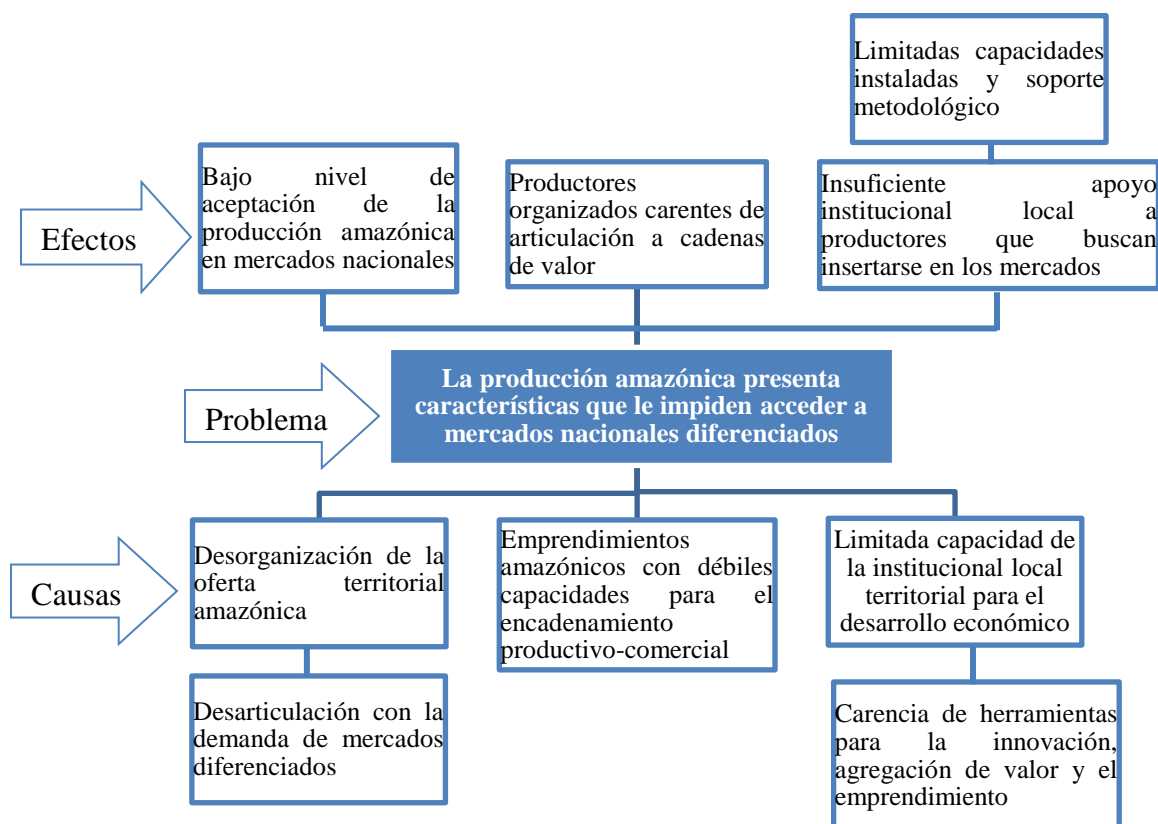 Limitadas capacidades
instaladas y soporte
metodológico
Efectos
Bajo nivel de
aceptación de la
producción amazónica
en mercados nacionales
Productores
organizados carentes de
articulación a cadenas
de valor
Insuficiente apoyo
institucional local a
productores que buscan
insertarse en los mercados
Problema
La producción amazónica presenta
características que le impiden acceder a
mercados nacionales diferenciados
Causas
Desorganización de la
oferta territorial
amazónica
Emprendimientos
amazónicos con débiles
capacidades para el
encadenamiento
productivo-comercial
Limitada capacidad de
la institucional local
territorial para el
desarrollo económico
Desarticulación con la
demanda de mercados
diferenciados
Carencia de herramientas
para la innovación,
agregación de valor y el
emprendimiento